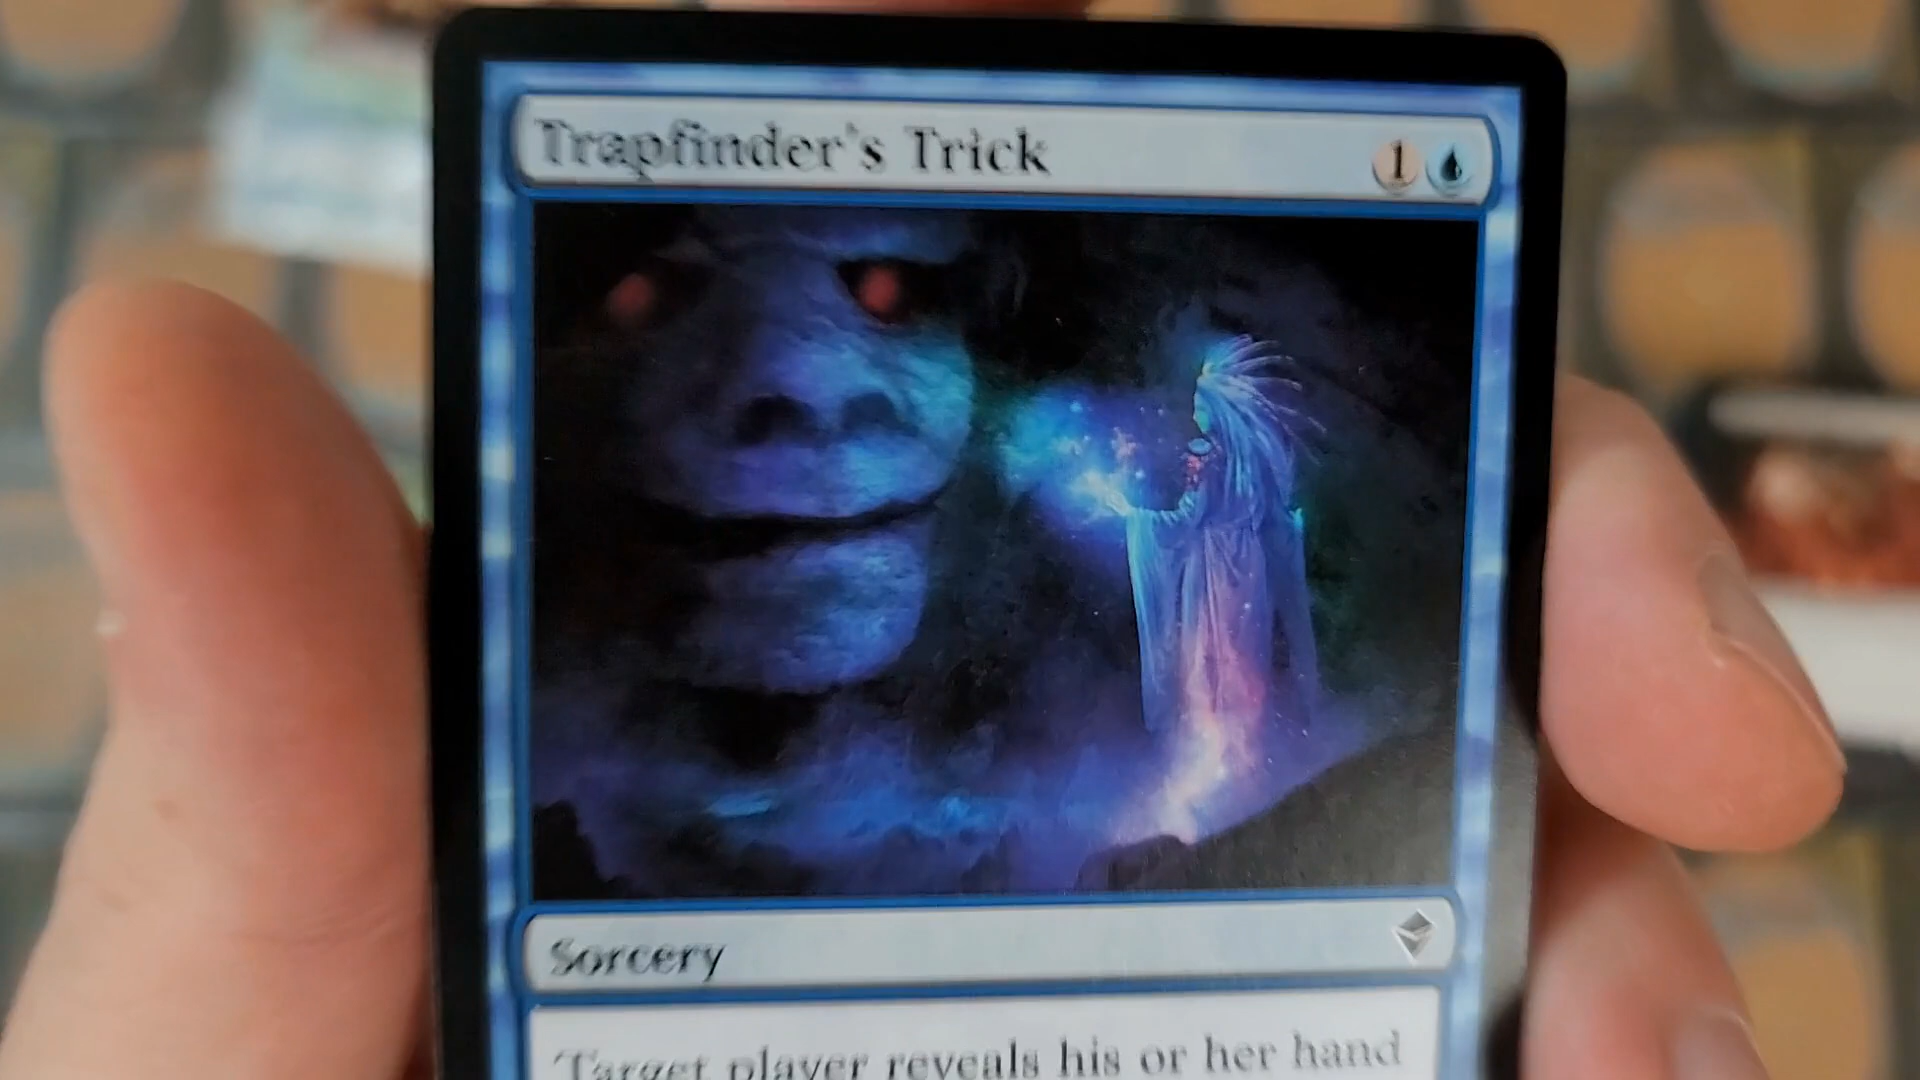 Trapfinder's Trick 1
Sorcery
Target player reveals his or her hand